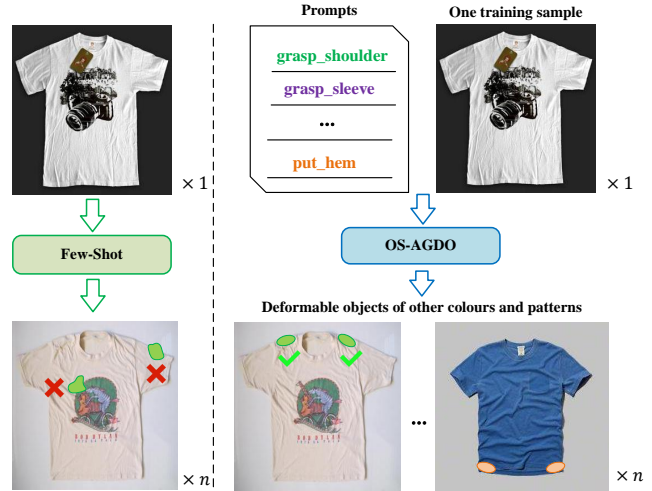 Prompts
One training sample
grasp_shoulder
grasp_sleeve
...
put_hem
× 1
× 1
Few-Shot
OS-AGDO
Deformable objects of other colours and patterns
...
× n
× n